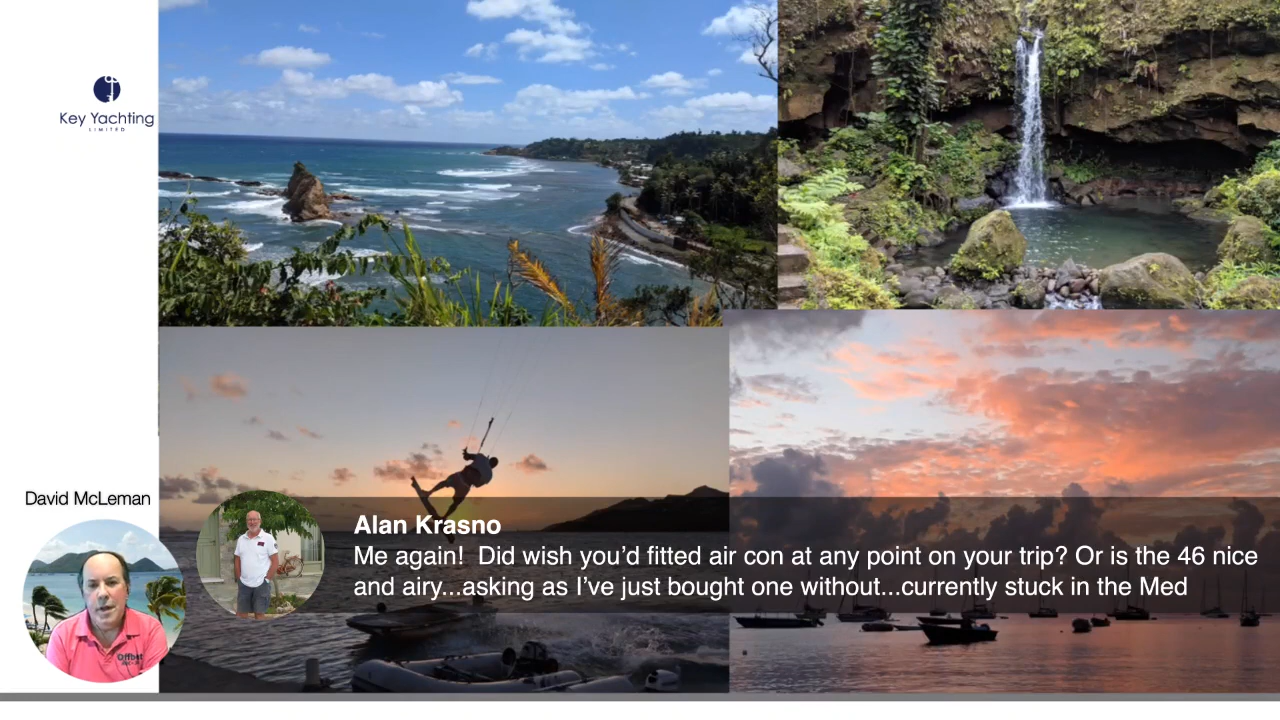 Key Yachting
LIMITED
David McLeman
Alan Krasno
Me again!  Did wish you'd fitted air con at any point on your trip? Or is the 46 nice
and airy...asking as I've just bought one without...currently stuck in the Med